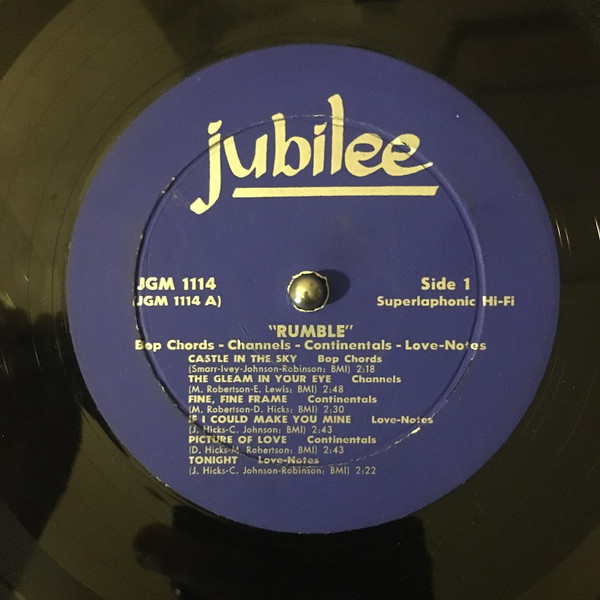 jubilee
JGM 1114 Side 1
(JGM 1114 A) Superlaphonic Hi-Fi
"RUMBLE"
Bop Chords - Channels - Continentals - Love-Notes
CASTLE IN THE SKY Bop Chords
(Smarr-Ivey-Johnson-Robinson; BMI) 2:18
THE GLEAM IN YOUR EYE Channels
(M. Robertson-E. Lewis; BMI) 2:48
FINE, FINE FRAME Continentals
(M. Robertson-D. Hicks; BMI) 2:30
IF I COULD MAKE YOU MINE Love-Notes
(J. Hicks-C. Johnson; BMI) 2:43
PICTURE OF LOVE Continentals
(D. Hicks-M. Robertson; BMI) 2:43
TONIGHT Love-Notes
(J. Hicks-C. Johnson-Robinson; BMI) 2:22